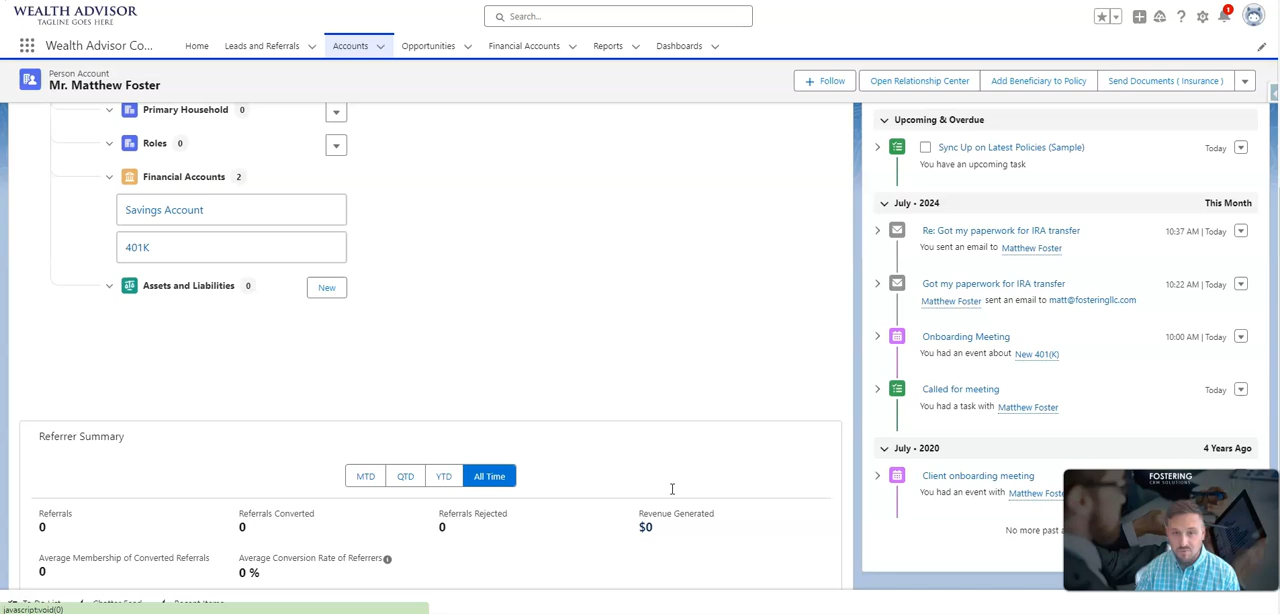 WEALTH ADVISOR
TAGLINE GOES HERE
Search...
1
Wealth Advisor Co...
Home
Leads and Referrals
Accounts
Opportunities
Financial Accounts
Reports
Dashboards
Person Account
Mr. Matthew Foster
+ Follow
Open Relationship Center
Add Beneficiary to Policy
Send Documents ( Insurance )
Primary Household 0
Roles 0
Financial Accounts 2
Savings Account
401K
Assets and Liabilities 0
New
Referrer Summary
MTD QTD YTD All Time
Referrals Referrals Converted Referrals Rejected Revenue Generated
0 0 0 $0
Average Membership of Converted Referrals Average Conversion Rate of Referrers
0 0 %
Upcoming & Overdue
Sync Up on Latest Policies (Sample) Today
You have an upcoming task
July • 2024 This Month
Re: Got my paperwork for IRA transfer 10:37 AM | Today
You sent an email to Matthew Foster
Got my paperwork for IRA transfer 10:22 AM | Today
Matthew Foster sent an email to matt@fosteringllc.com
Onboarding Meeting 10:00 AM | Today
You had an event about New 401(K)
Called for meeting Today
You had a task with Matthew Foster
July • 2020 4 Years Ago
Client onboarding meeting
You had an event with Matthew Foste
No more past a
FOSTERING
CRM SOLUTIONS
To Do List Chatter Feed Recent Items
javascript:void(0)